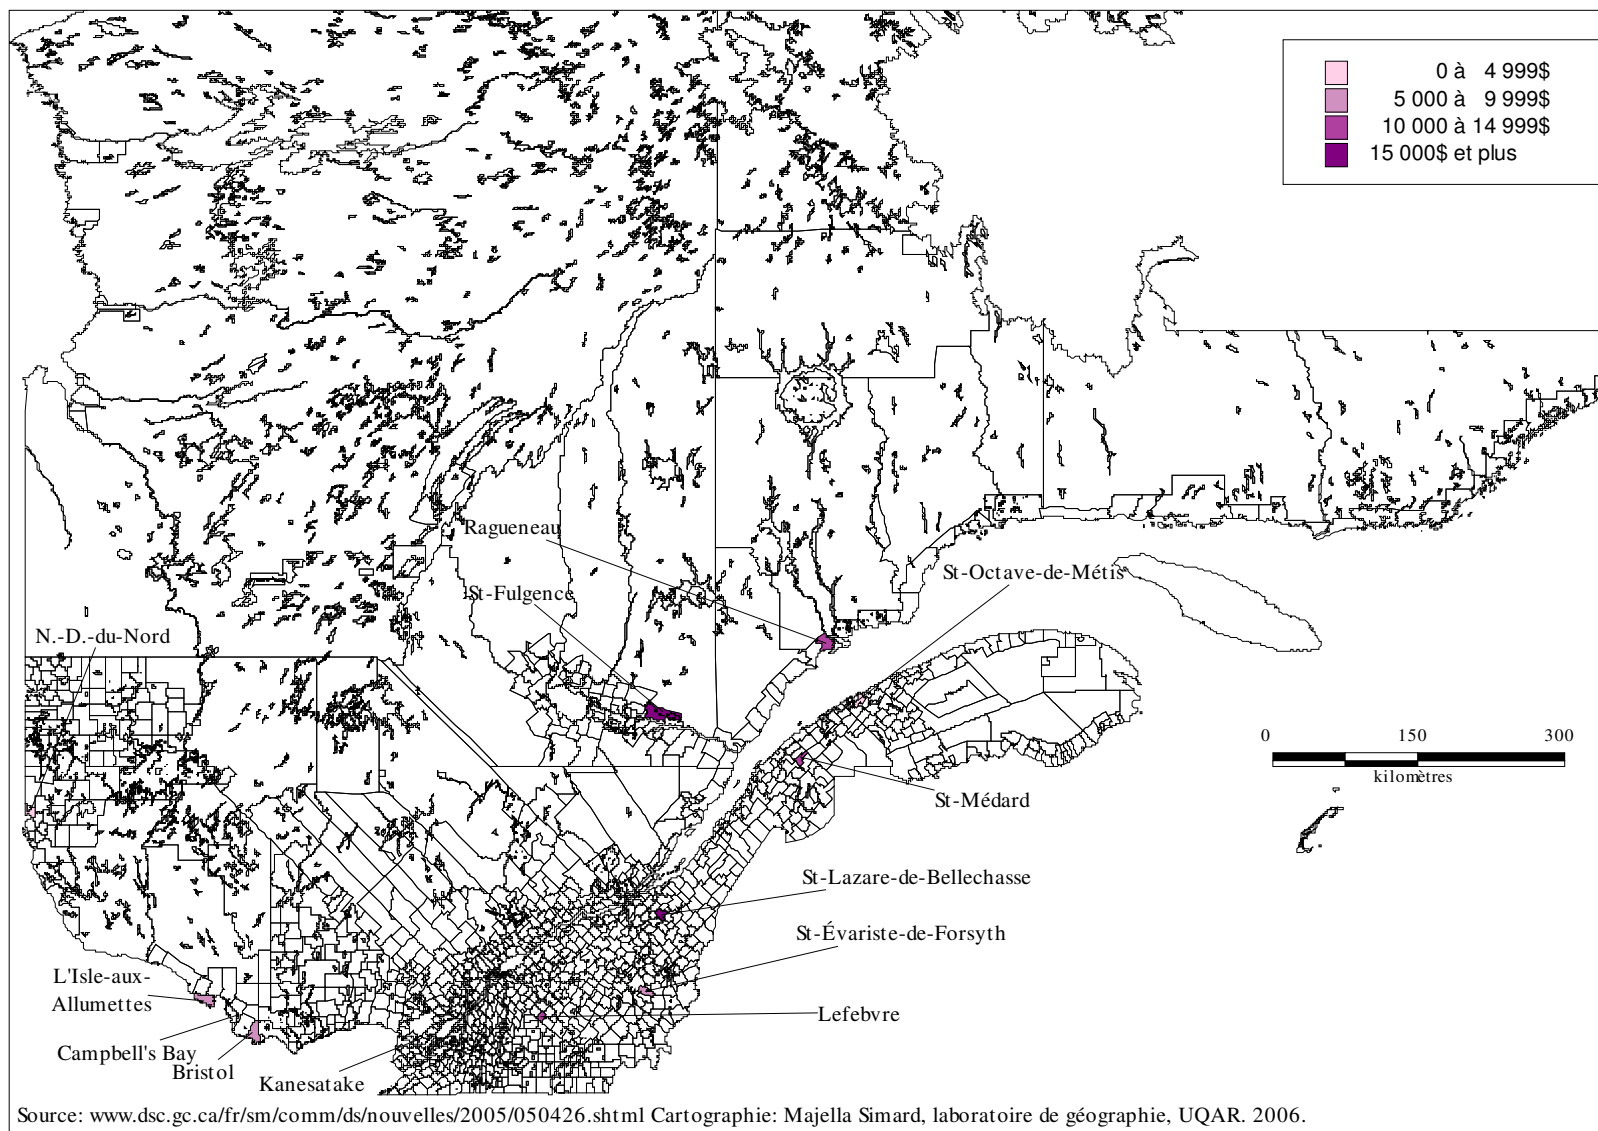 0 à 4 999$
5 000 à 9 999$
10 000 à 14 999$
15 000$ et plus
Ragueneau
St-Octave-de-Métis
St-Fulgence
N.-D.-du-Nord
0 150 300
kilomètres
St-Médard
St-Lazare-de-Bellechasse
St-Évariste-de-Forsyth
L'Isle-aux-
Allumettes
Lefebvre
Campbell's Bay
Bristol
Kanesatake
Source: www.dsc.gc.ca/fr/sm/comm/ds/nouvelles/2005/050426.shtml Cartographie: Majella Simard, laboratoire de géographie, UQAR. 2006.